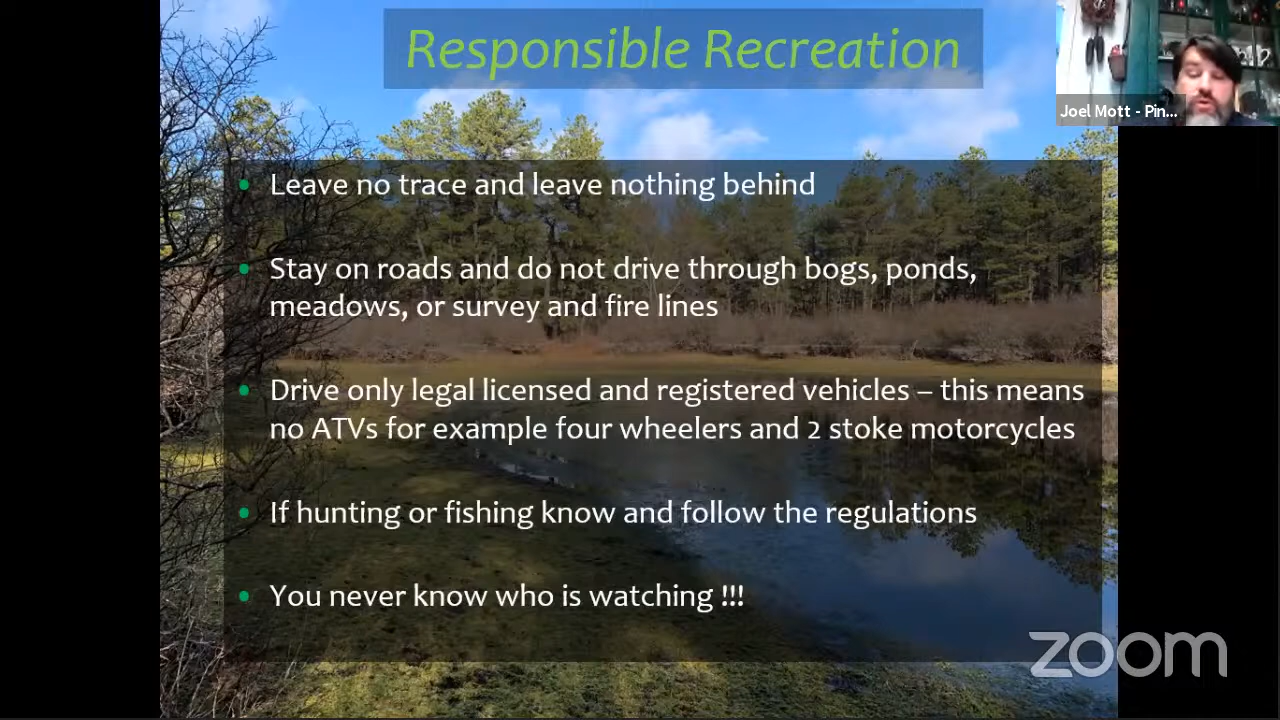 Responsible Recreation
Joel Mott - Pin...
• Leave no trace and leave nothing behind
• Stay on roads and do not drive through bogs, ponds,
meadows, or survey and fire lines
• Drive only legal licensed and registered vehicles – this means
no ATVs for example four wheelers and 2 stoke motorcycles
• If hunting or fishing know and follow the regulations
• You never know who is watching !!!
zoom